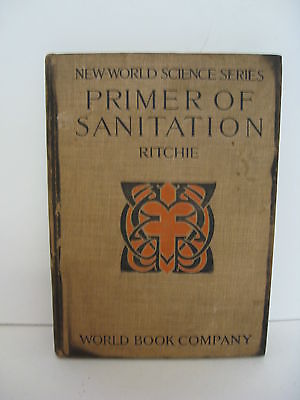 NEW-WORLD SCIENCE SERIES
PRIMER OF
SANITATION
RITCHIE
WORLD BOOK COMPANY